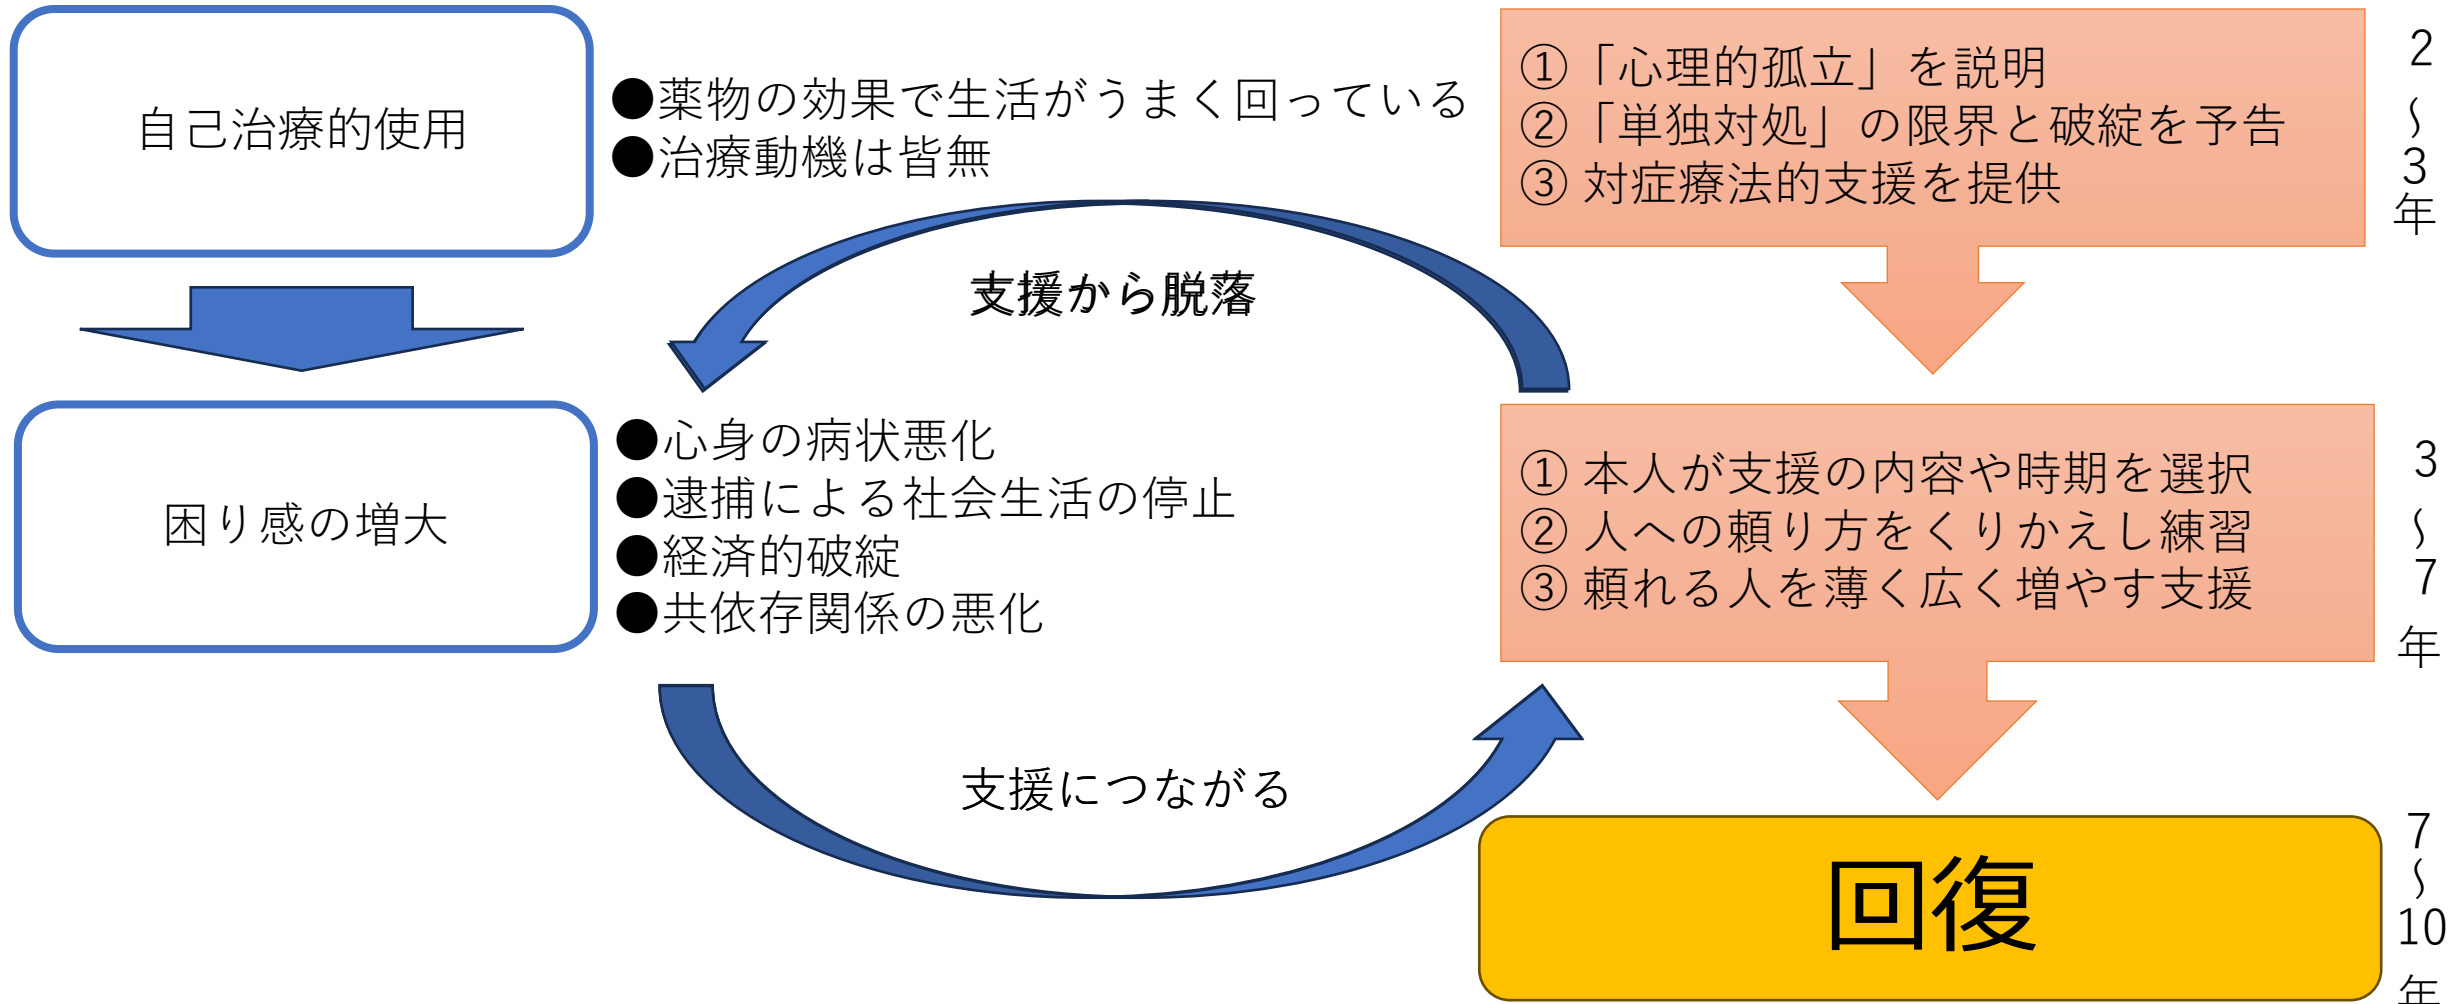 自己治療的使用
●薬物の効果で生活がうまく回っている
●治療動機は皆無
①「心理的孤立」を説明
②「単独対処」の限界と破綻を予告
③ 対症療法的支援を提供
2～3年
支援から脱落
困り感の増大
●心身の病状悪化
●逮捕による社会生活の停止
●経済的破綻
●共依存関係の悪化
① 本人が支援の内容や時期を選択
② 人への頼り方をくりかえし練習
③ 頼れる人を薄く広く増やす支援
3～7年
支援につながる
回復
7～10年